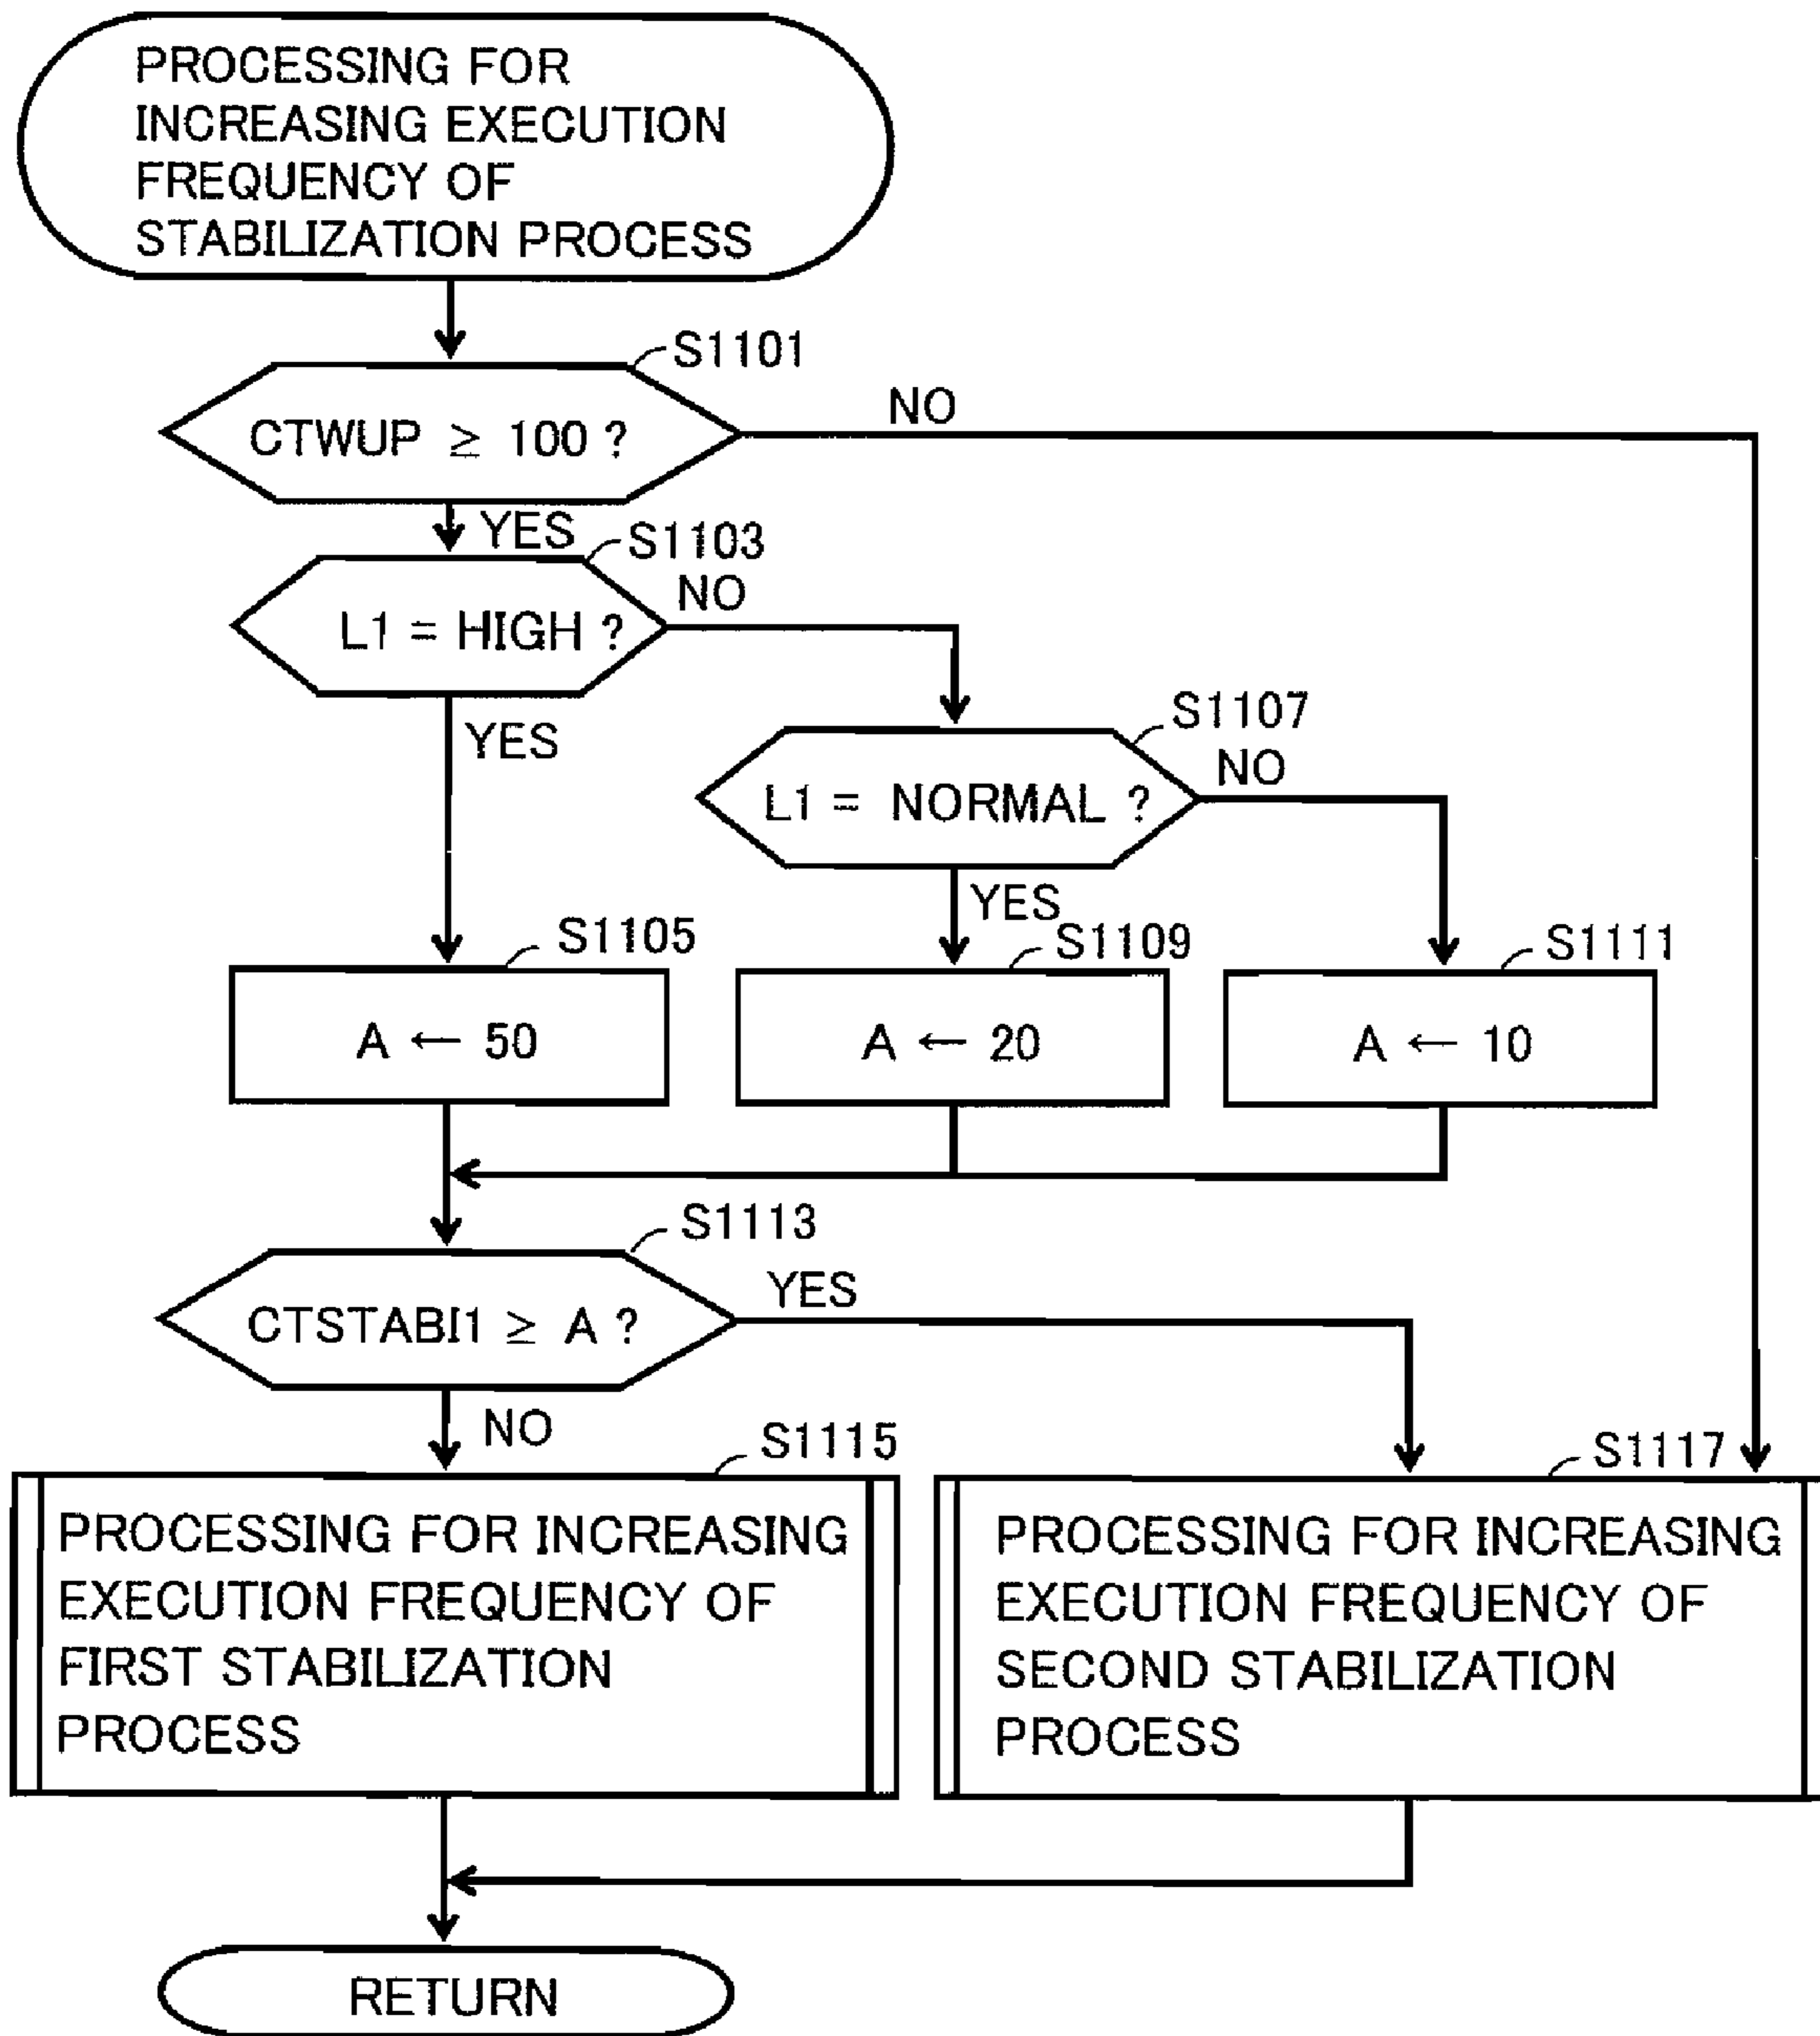 PROCESSING FOR
INCREASING EXECUTION
FREQUENCY OF
STABILIZATION PROCESS
S1101
CTWUP ≥ 100 ?
NO
YES
S1103
L1 = HIGH ?
NO
YES
S1107
L1 = NORMAL ?
NO
YES
S1105
A ← 50
S1109
A ← 20
S1111
A ← 10
S1113
CTSTABI1 ≥ A ?
YES
NO
S1115
PROCESSING FOR INCREASING
EXECUTION FREQUENCY OF
FIRST STABILIZATION
PROCESS
S1117
PROCESSING FOR INCREASING
EXECUTION FREQUENCY OF
SECOND STABILIZATION
PROCESS
RETURN